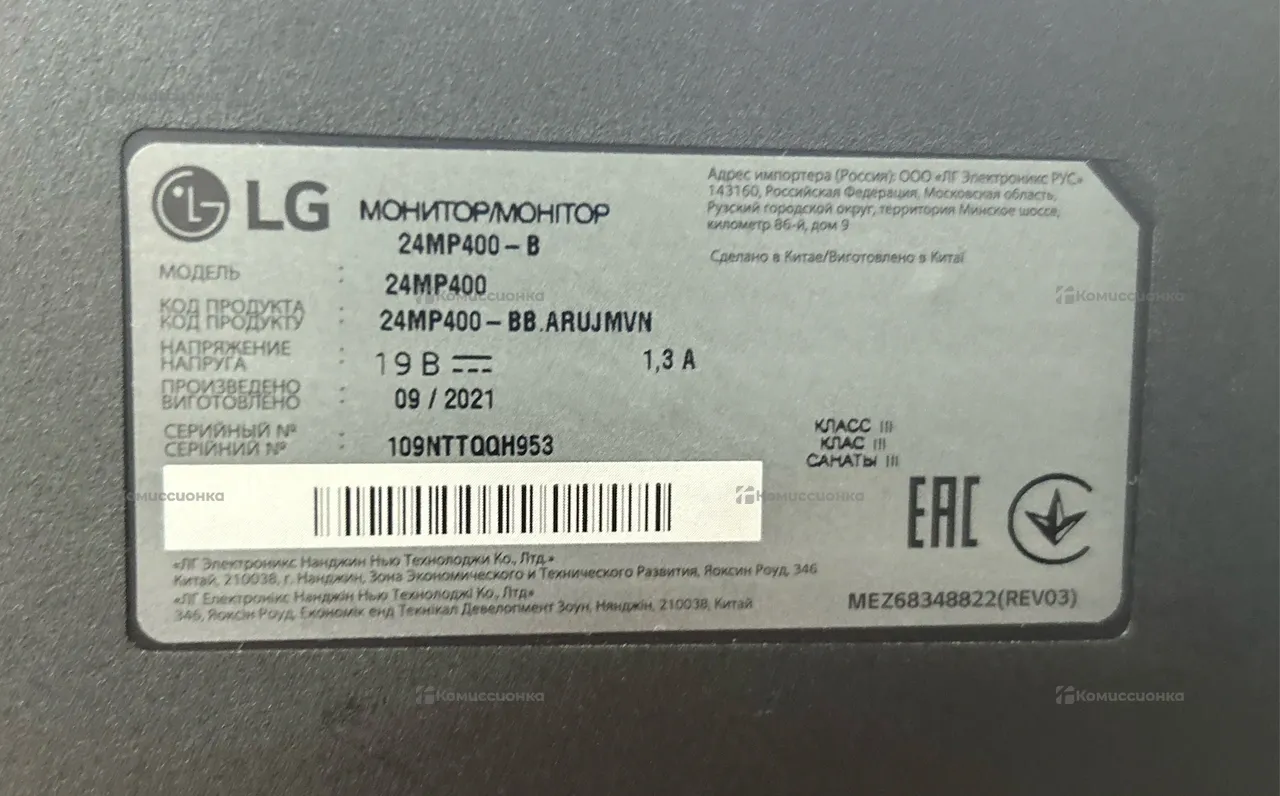 LG
МОНИТОР/МОНІТОР
24MP400-B
МОДЕЛЬ : 24MP400
КОД ПРОДУКТА
КОД ПРОДУКТУ : 24MP400-BB.ARUJMVN
НАПРЯЖЕНИЕ
НАПРУГА : 19 В 1,3 А
ПРОИЗВЕДЕНО
ВИГОТОВЛЕНО : 09 / 2021
СЕРИЙНЫЙ №
СЕРІЙНИЙ № : 109NTTQQH953
Адрес импортера (Россия): ООО «ЛГ Электроникс РУС»
143160, Российская Федерация, Московская область,
Рузский городской округ, территория Минское шоссе,
километр 86-й, дом 9
Сделано в Китае/Виготовлено в Китаї
КЛАСС III
КЛАС III
САНАТЫ III
EAC
«ЛГ Электроникс Нанджин Нью Технолоджи Ко., Лтд.»
Китай, 210038, г. Нанджин, Зона Экономического и Технического Развития, Яоксин Роуд, 346
«ЛГ Електронікс Нанджін Нью Технолоджі Ко., Лтд»
346, Яоксін Роуд, Економік енд Текнікал Девелопмент Зоун, Нянджін, 210038, Китай
MEZ68348822(REV03)
Комиссионка
Комиссионка
Комиссионка
Комиссионка
Комиссионка
Комиссионка
Комиссионка